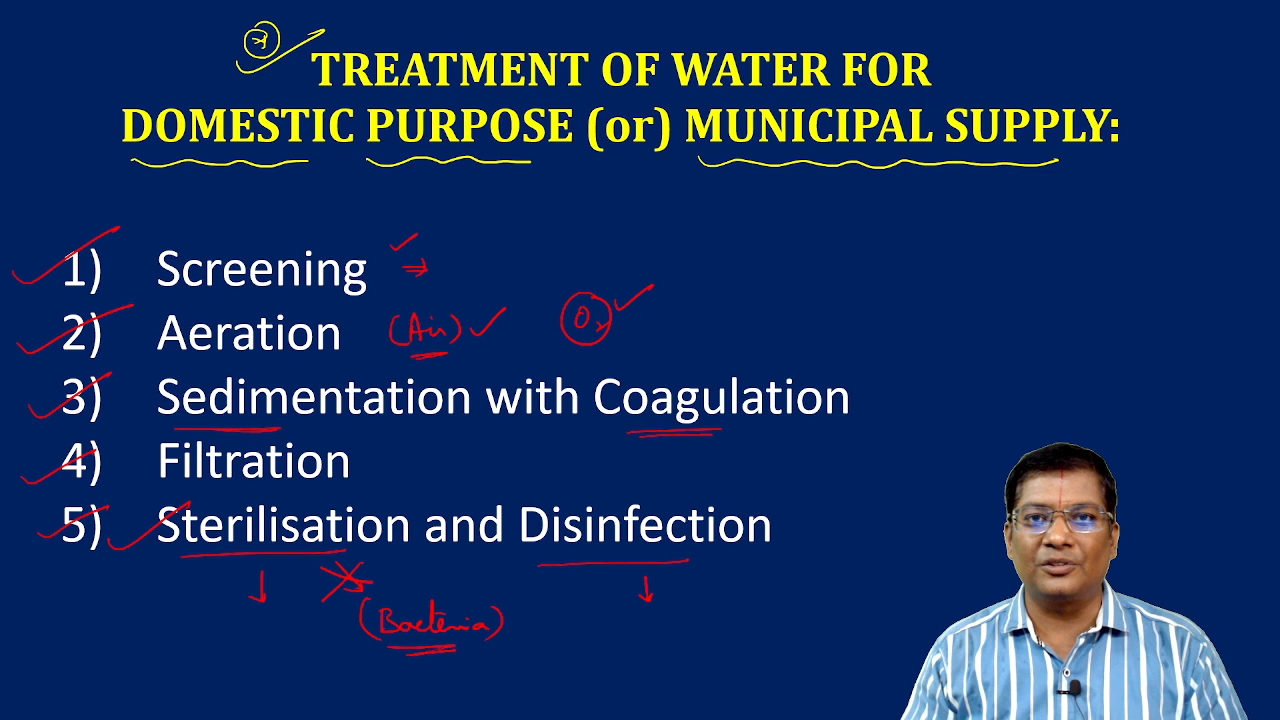 TREATMENT OF WATER FOR
DOMESTIC PURPOSE (or) MUNICIPAL SUPPLY:
1) Screening
2) Aeration (Air) O₂
3) Sedimentation with Coagulation
4) Filtration
5) Sterilisation and Disinfection
(Bacteria)